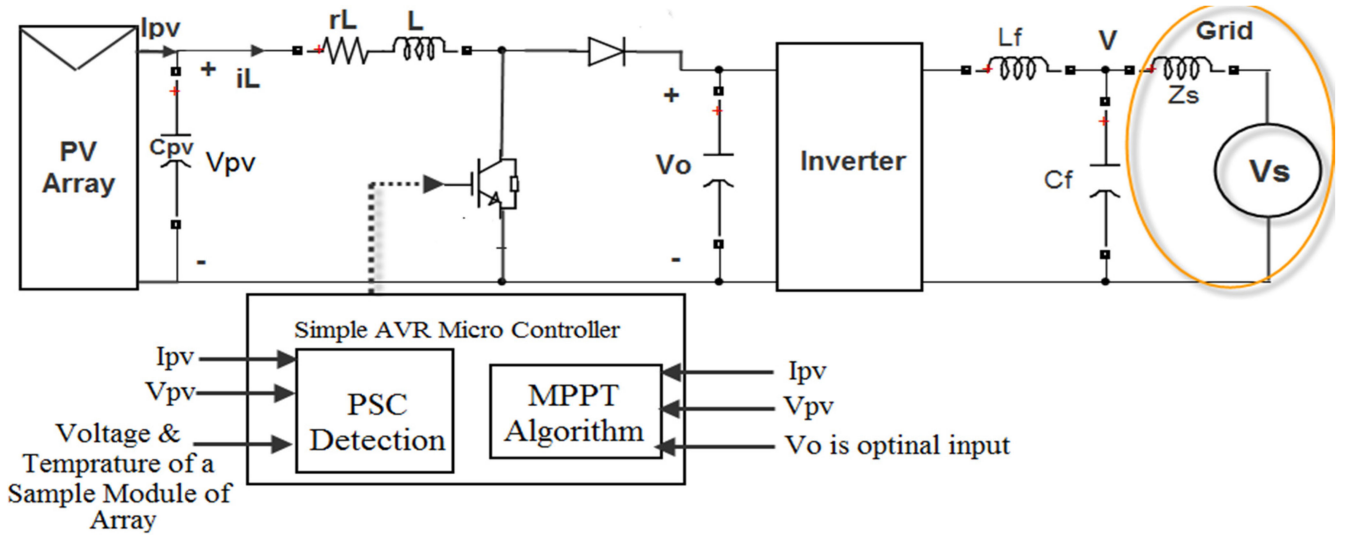 Ipv
rL
L
Lf
V
Grid
+
iL
Zs
PV
Array
Cpv
Vpv
+
Vo
Inverter
Cf
Vs
-
-
Simple AVR Micro Controller
Ipv
Vpv
PSC
Detection
Voltage &
Temprature of a
Sample Module of
Array
MPPT
Algorithm
Ipv
Vpv
Vo is optinal input